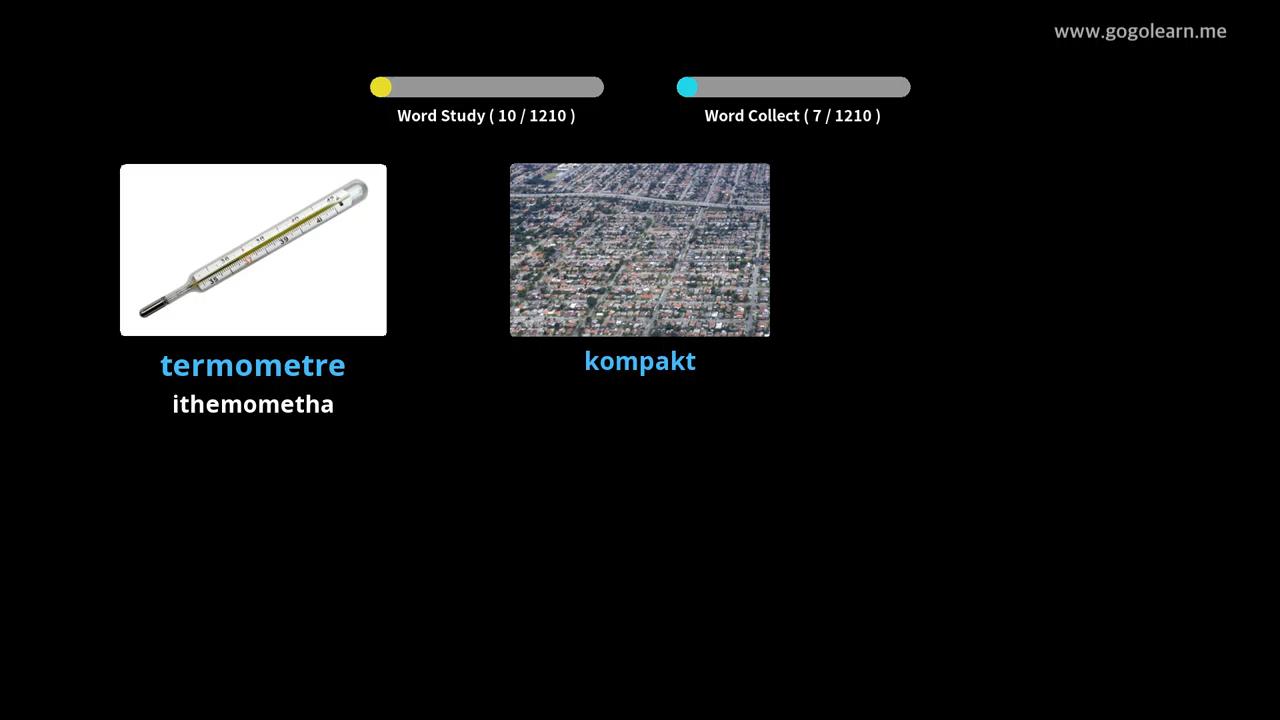 www.gogolearn.me
Word Study ( 10 / 1210 )
Word Collect ( 7 / 1210 )
termometre
ithemometha
kompakt